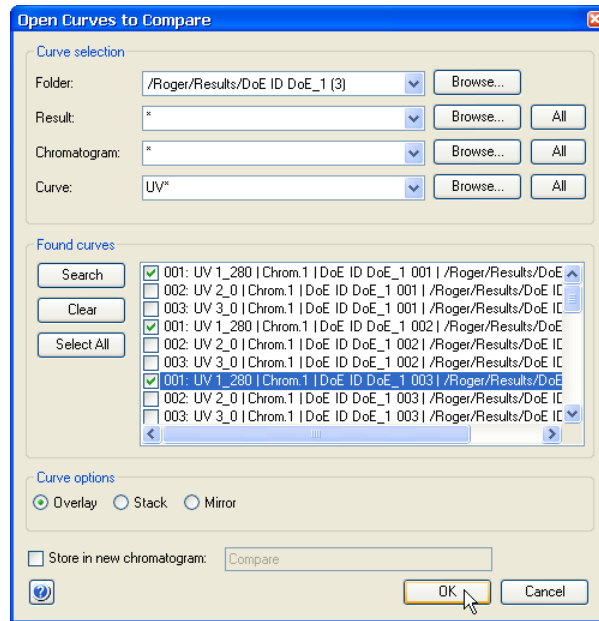 Open Curves to Compare
Curve selection
Folder: /Roger/Results/DoE ID DoE_1 (3) Browse...
Result: * Browse... All
Chromatogram: * Browse... All
Curve: UV* Browse... All
Found curves
Search
Clear
Select All
001: UV 1_280 | Chrom.1 | DoE ID DoE_1 001 | /Roger/Results/DoE
002: UV 2_0 | Chrom.1 | DoE ID DoE_1 001 | /Roger/Results/DoE ID
003: UV 3_0 | Chrom.1 | DoE ID DoE_1 001 | /Roger/Results/DoE ID
001: UV 1_280 | Chrom.1 | DoE ID DoE_1 002 | /Roger/Results/DoE
002: UV 2_0 | Chrom.1 | DoE ID DoE_1 002 | /Roger/Results/DoE ID
003: UV 3_0 | Chrom.1 | DoE ID DoE_1 002 | /Roger/Results/DoE ID
001: UV 1_280 | Chrom.1 | DoE ID DoE_1 003 | /Roger/Results/DoE
002: UV 2_0 | Chrom.1 | DoE ID DoE_1 003 | /Roger/Results/DoE ID
003: UV 3_0 | Chrom.1 | DoE ID DoE_1 003 | /Roger/Results/DoE ID
Curve options
Overlay Stack Mirror
Store in new chromatogram: Compare
OK Cancel